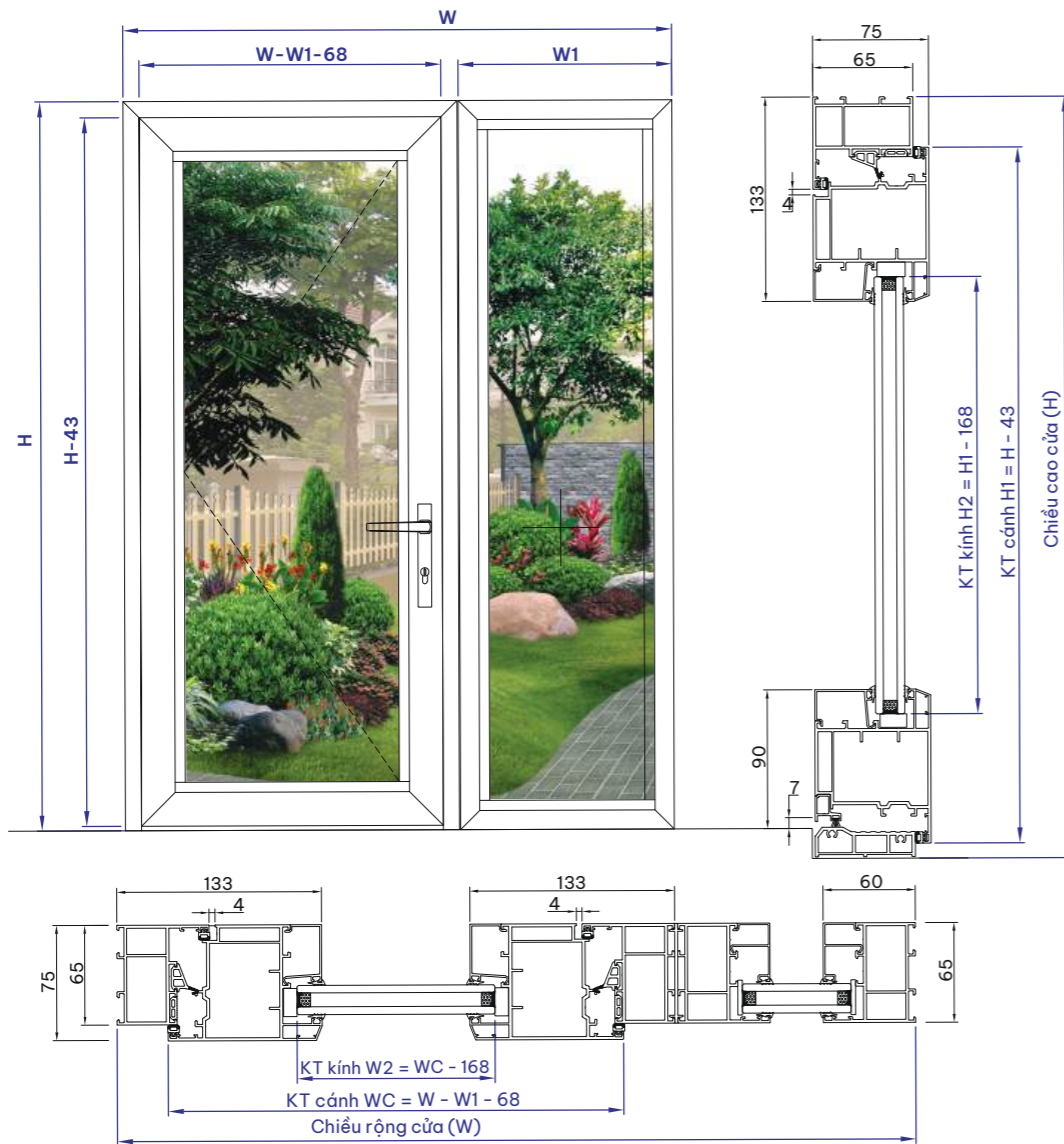 W
W-W1-68
W1
H
H-43
75
65
133
4
KT kính H2 = H1 - 168
KT cánh H1 = H - 43
Chiều cao cửa (H)
90
7
133
4
133
4
60
75
65
65
KT kính W2 = WC - 168
KT cánh WC = W - W1 - 68
Chiều rộng cửa (W)